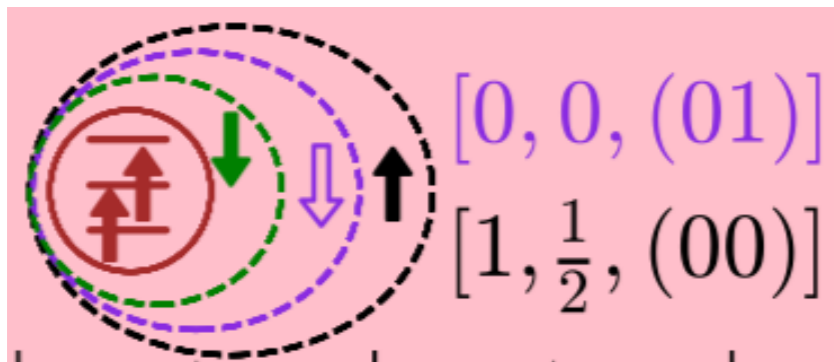 [0, 0, (01)]
[1, 1/2, (00)]